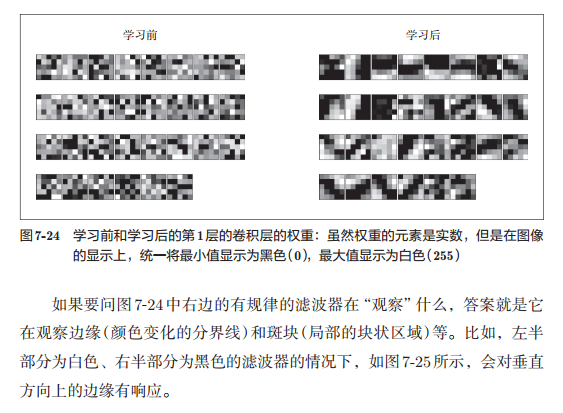 学习前
学习后
图7-24 学习前和学习后的第1层的卷积层的权重：虽然权重的元素是实数，但是在图像
的显示上，统一将最小值显示为黑色（0），最大值显示为白色（255）
如果要问图7-24中右边的有规律的滤波器在“观察”什么，答案就是它
在观察边缘（颜色变化的分界线）和斑块（局部的块状区域）等。比如，左半
部分为白色、右半部分为黑色的滤波器的情况下，如图7-25所示，会对垂直
方向上的边缘有响应。